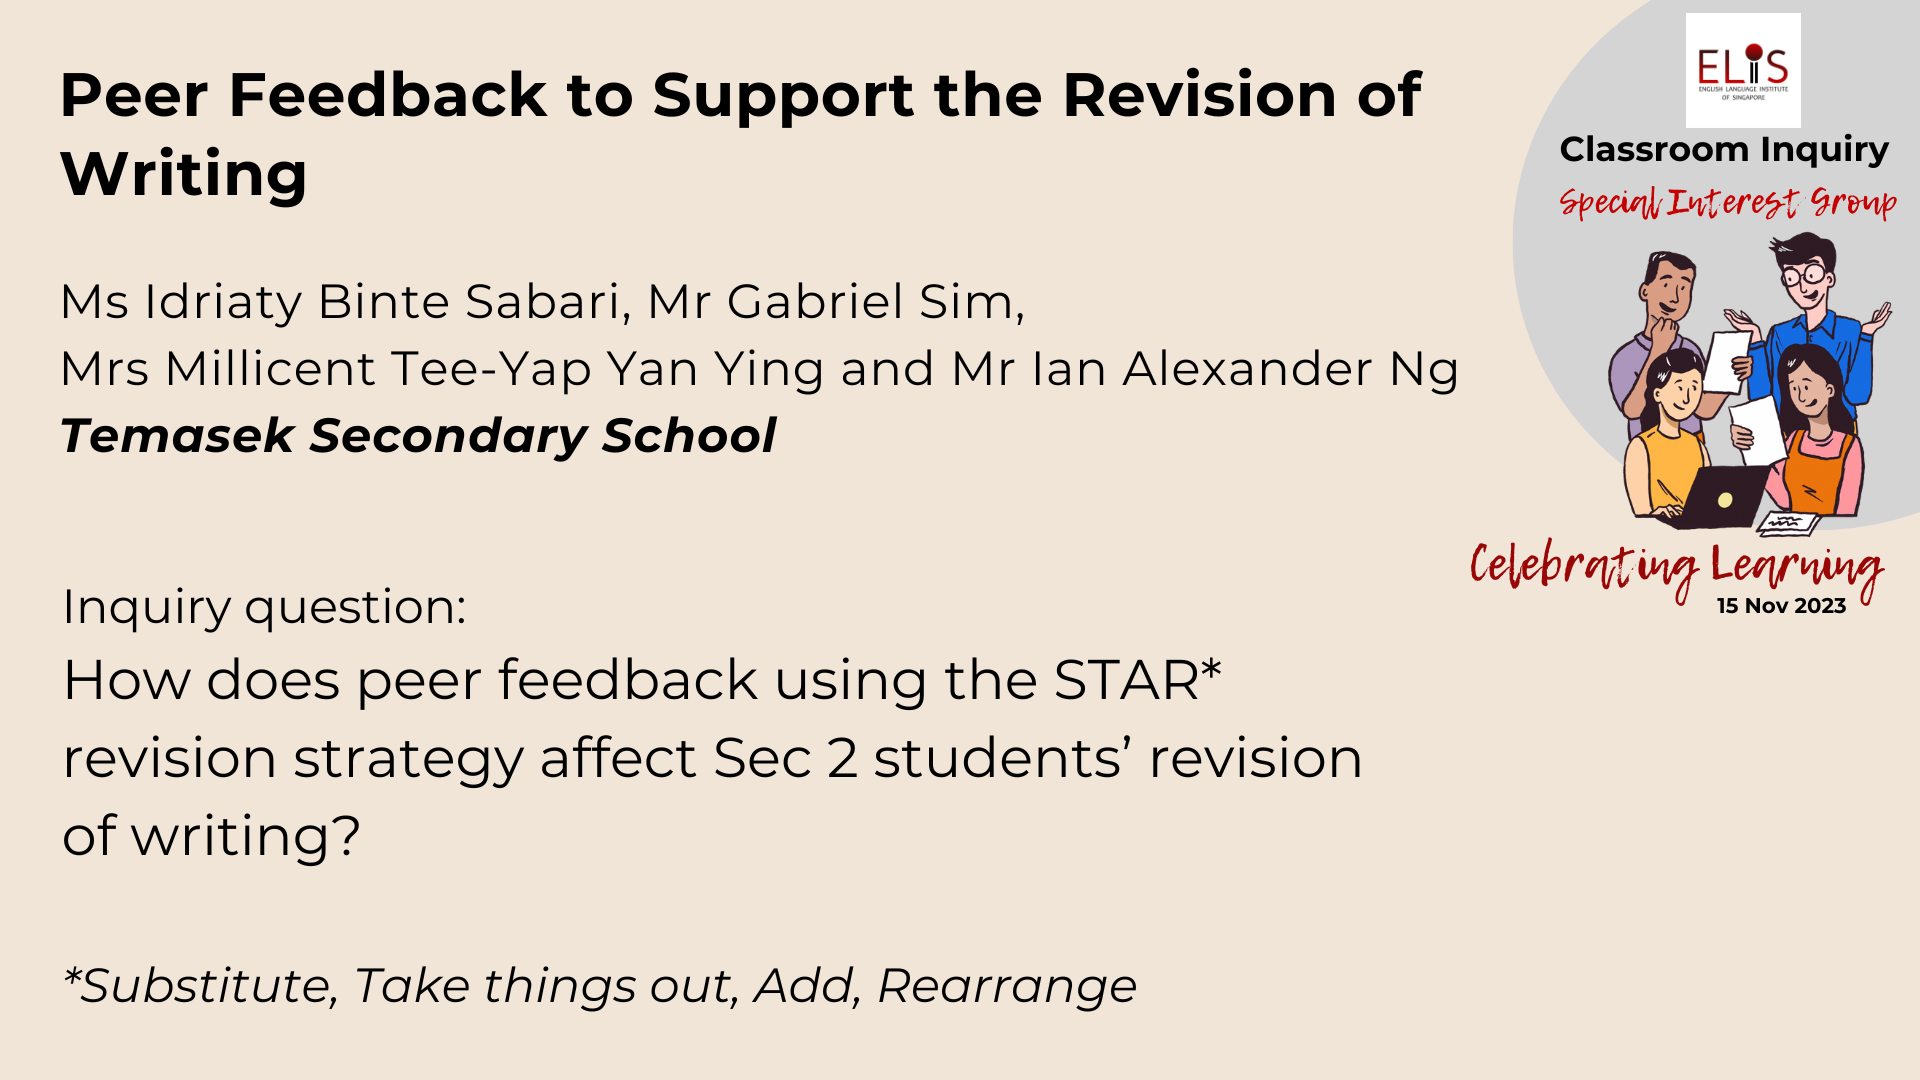 Peer Feedback to Support the Revision of
Writing
Ms Idriaty Binte Sabari, Mr Gabriel Sim,
Mrs Millicent Tee-Yap Yan Ying and Mr Ian Alexander Ng
Temasek Secondary School
Inquiry question:
How does peer feedback using the STAR*
revision strategy affect Sec 2 students’ revision
of writing?
*Substitute, Take things out, Add, Rearrange
ELiS
ENGLISH LANGUAGE INSTITUTE
OF SINGAPORE
Classroom Inquiry
Special Interest Group
Celebrating Learning
15 Nov 2023